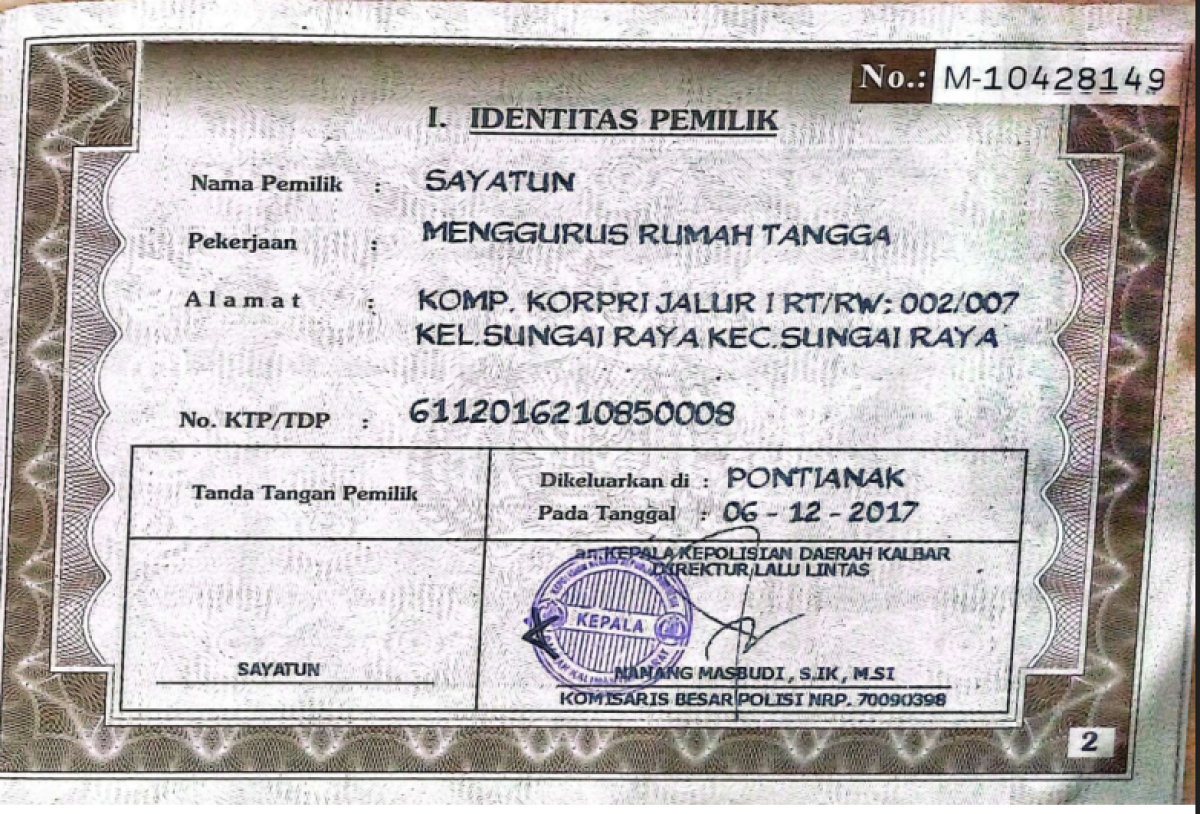 No.: M-10428149
I. IDENTITAS PEMILIK
Nama Pemilik : SAYATUN
Pekerjaan : MENGGURUS RUMAH TANGGA
Alamat : KOMP. KORPRI JALUR I RT/RW: 002/007
KEL.SUNGAI RAYA KEC.SUNGAI RAYA
No. KTP/TDP : 6112016210850008
Tanda Tangan Pemilik
Dikeluarkan di : PONTIANAK
Pada Tanggal : 06 - 12 - 2017
an.KEPALA KEPOLISIAN DAERAH KALBAR
DIREKTUR LALU LINTAS
KEPALA
SAYATUN
NANANG MASBUDI, S.IK, M.SI
KOMISARIS BESAR POLISI NRP. 70090398
2